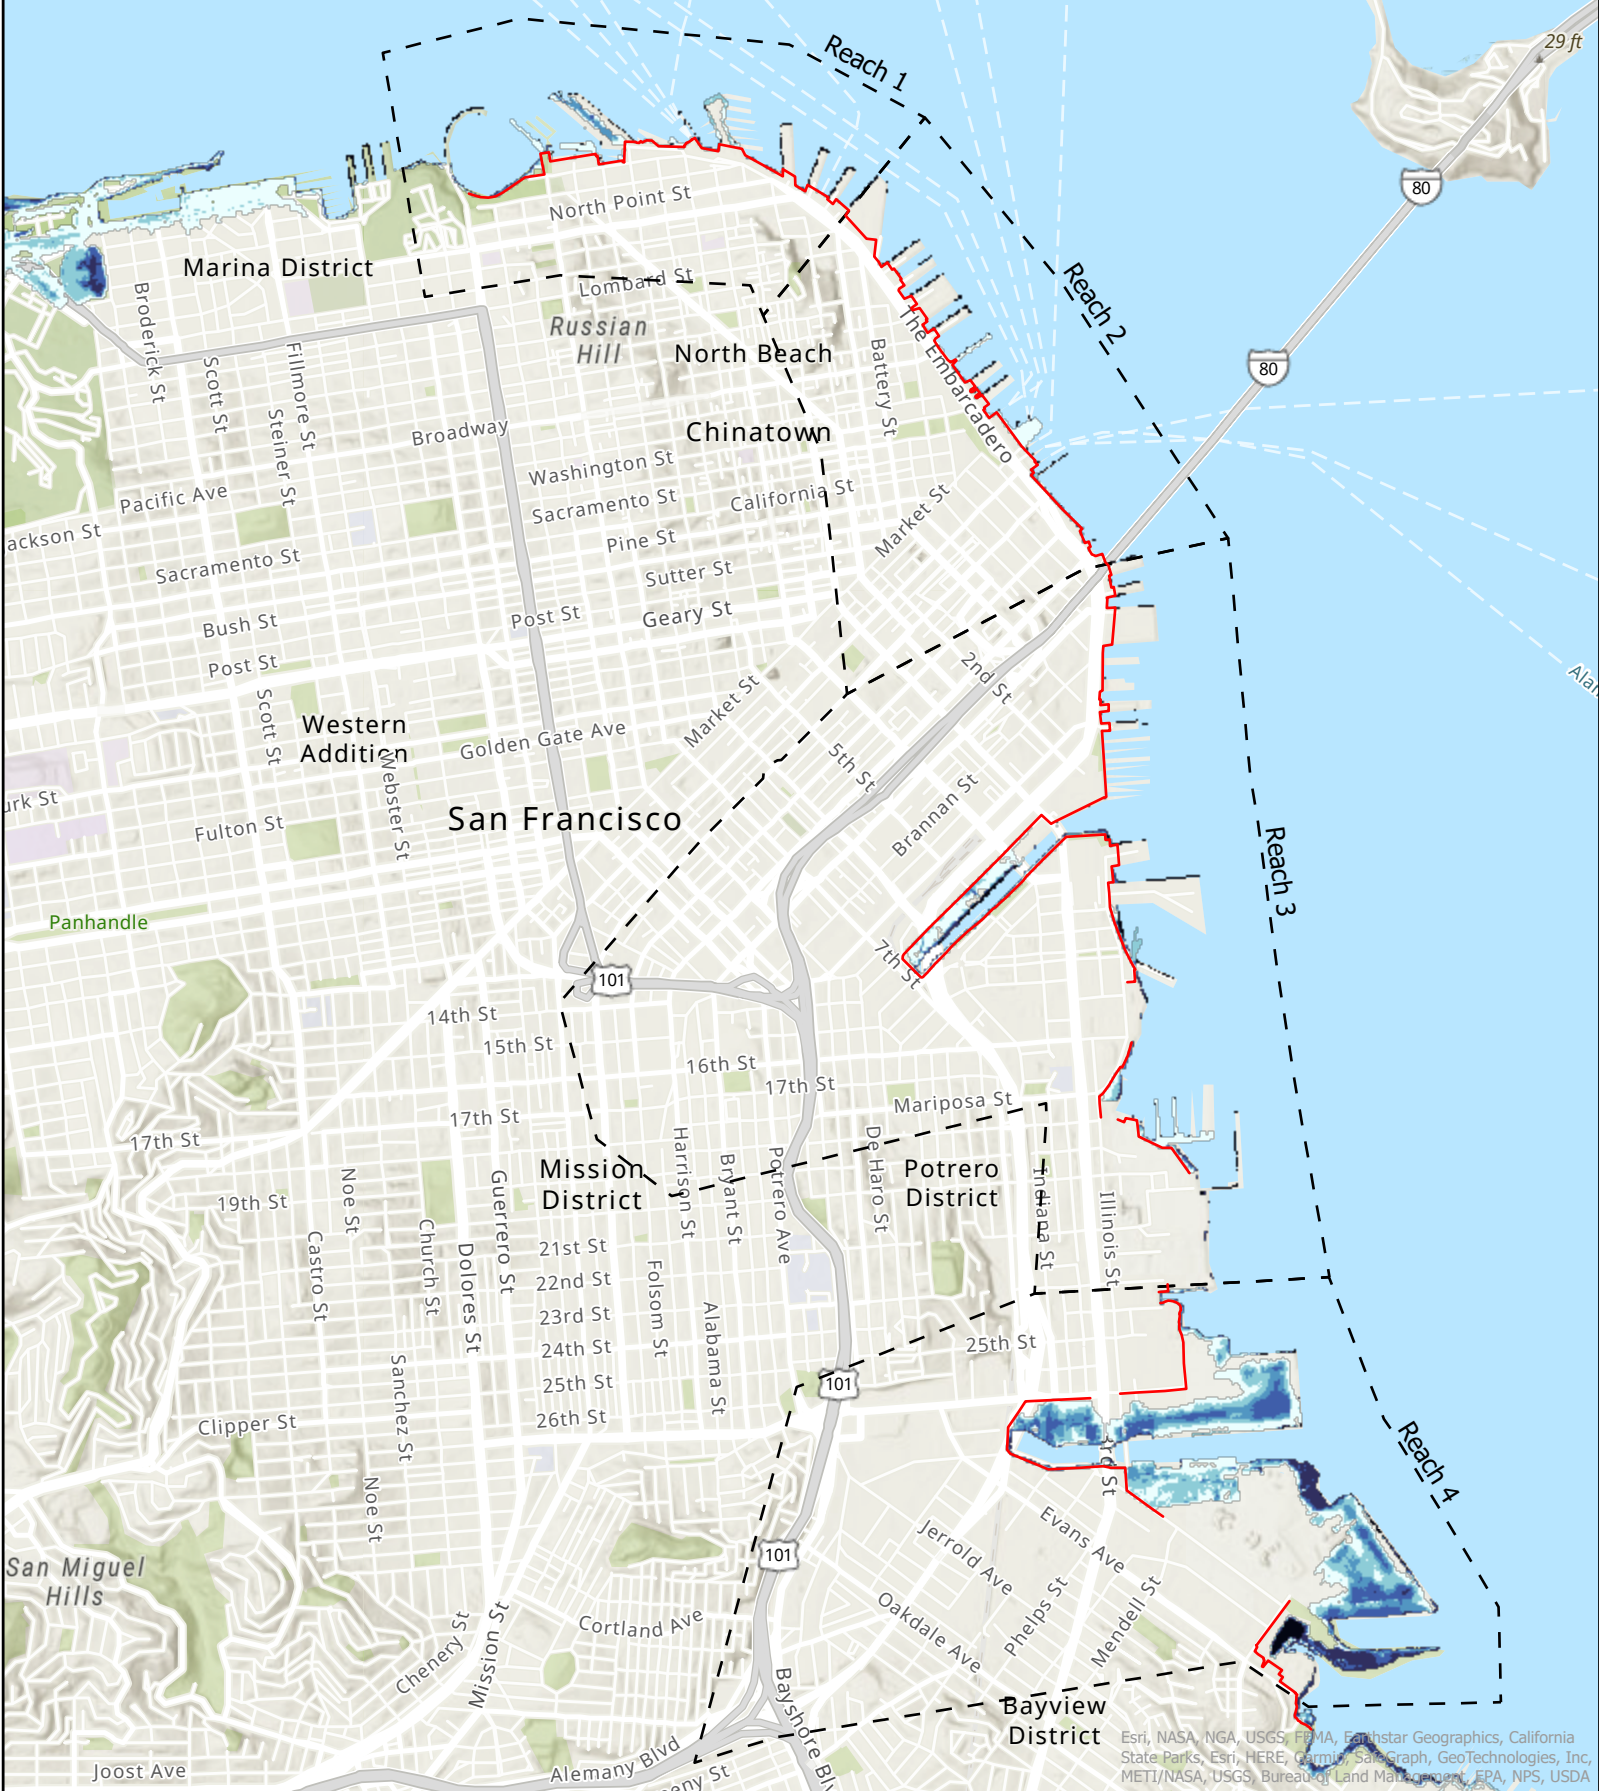 29 ft
Reach 1
80
North Point St
Marina District
Lombard St
Reach 2
Broderick St
Russian
Hill
The Embarcadero
North Beach
Battery St
Scott St
Fillmore St
80
Steiner St
Broadway
Chinatown
Washington St
Pacific Ave
California St
Sacramento St
Market St
ackson St
Pine St
Sacramento St
Sutter St
Geary St
Post St
Bush St
Post St
2nd St
Alan
Scott St
Market St
Western
Addition
Golden Gate Ave
5th St
Webster St
urk St
Brannan St
San Francisco
Fulton St
Reach 3
Panhandle
7th St
101
14th St
15th St
16th St
17th St
Mariposa St
17th St
17th St
Mission
District
Harrison St
Bryant St
Potrero Ave
De Haro St
Potrero
District
Indiana St
Illinois St
19th St
Noe St
Guerrero St
Castro St
Church St
Dolores St
21st St
22nd St
23rd St
24th St
25th St
26th St
Folsom St
Alabama St
25th St
101
Sanchez St
Clipper St
Noe St
rd St
Reach 4
Evans Ave
Jerrold Ave
101
San Miguel
Hills
Phelps St
Mendell St
Oakdale Ave
Cortland Ave
Chenery St
Mission St
Bayshore Blv
Bayview
District
Alemany Blvd
eny St
Joost Ave
Esri, NASA, NGA, USGS, FEMA, Earthstar Geographics, California
State Parks, Esri, HERE, Garmin, SafeGraph, GeoTechnologies, Inc,
METI/NASA, USGS, Bureau of Land Management, EPA, NPS, USDA